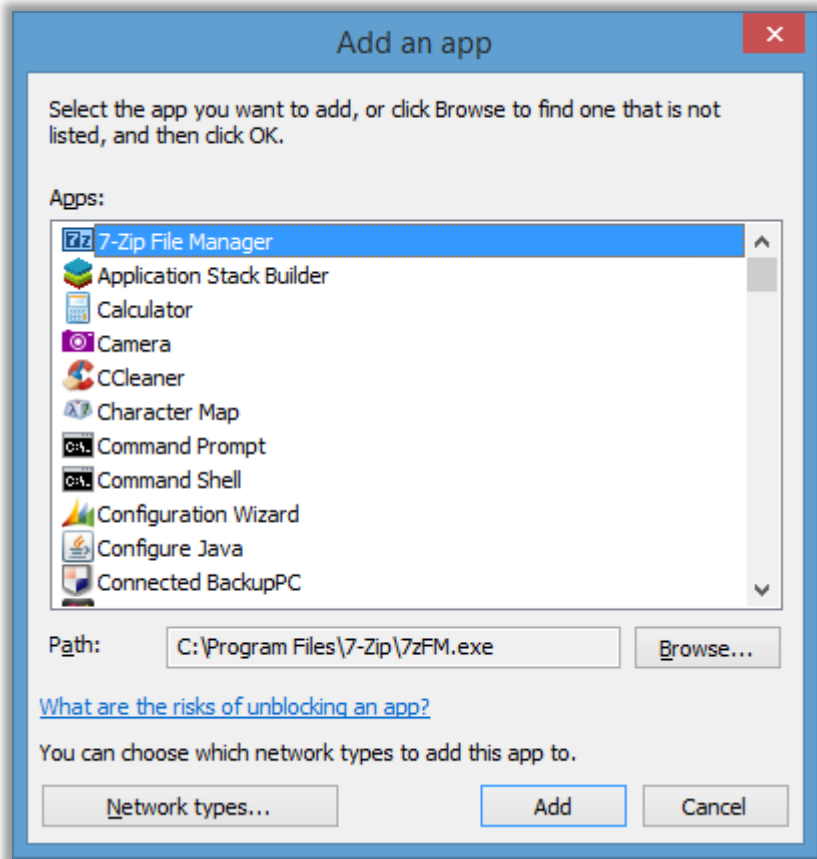 Add an app
Select the app you want to add, or click Browse to find one that is not
listed, and then click OK.
Apps:
7-Zip File Manager
Application Stack Builder
Calculator
Camera
CCleaner
Character Map
Command Prompt
Command Shell
Configuration Wizard
Configure Java
Connected BackupPC
Path:
C:\Program Files\7-Zip\7zFM.exe
Browse...
What are the risks of unblocking an app?
You can choose which network types to add this app to.
Network types...
Add
Cancel